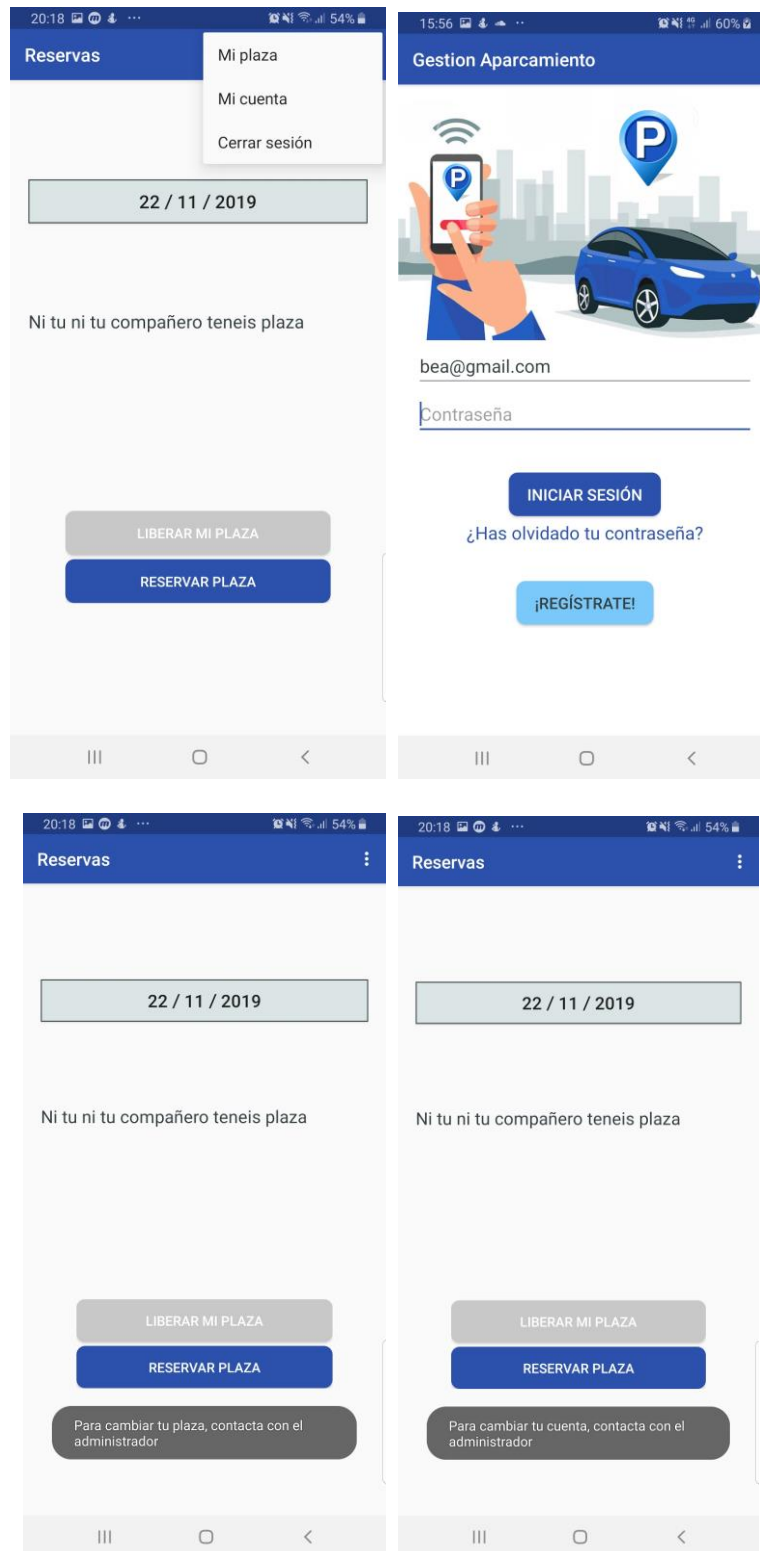 20:18 54%
Reservas
Mi plaza
Mi cuenta
Cerrar sesión
22 / 11 / 2019
Ni tu ni tu compañero teneis plaza
LIBERAR MI PLAZA
RESERVAR PLAZA
15:56 60%
Gestion Aparcamiento
P
P
bea@gmail.com
Contraseña
INICIAR SESIÓN
¿Has olvidado tu contraseña?
¡REGÍSTRATE!
20:18 54%
Reservas
22 / 11 / 2019
Ni tu ni tu compañero teneis plaza
LIBERAR MI PLAZA
RESERVAR PLAZA
Para cambiar tu plaza, contacta con el
administrador
20:18 54%
Reservas
22 / 11 / 2019
Ni tu ni tu compañero teneis plaza
LIBERAR MI PLAZA
RESERVAR PLAZA
Para cambiar tu cuenta, contacta con el
administrador